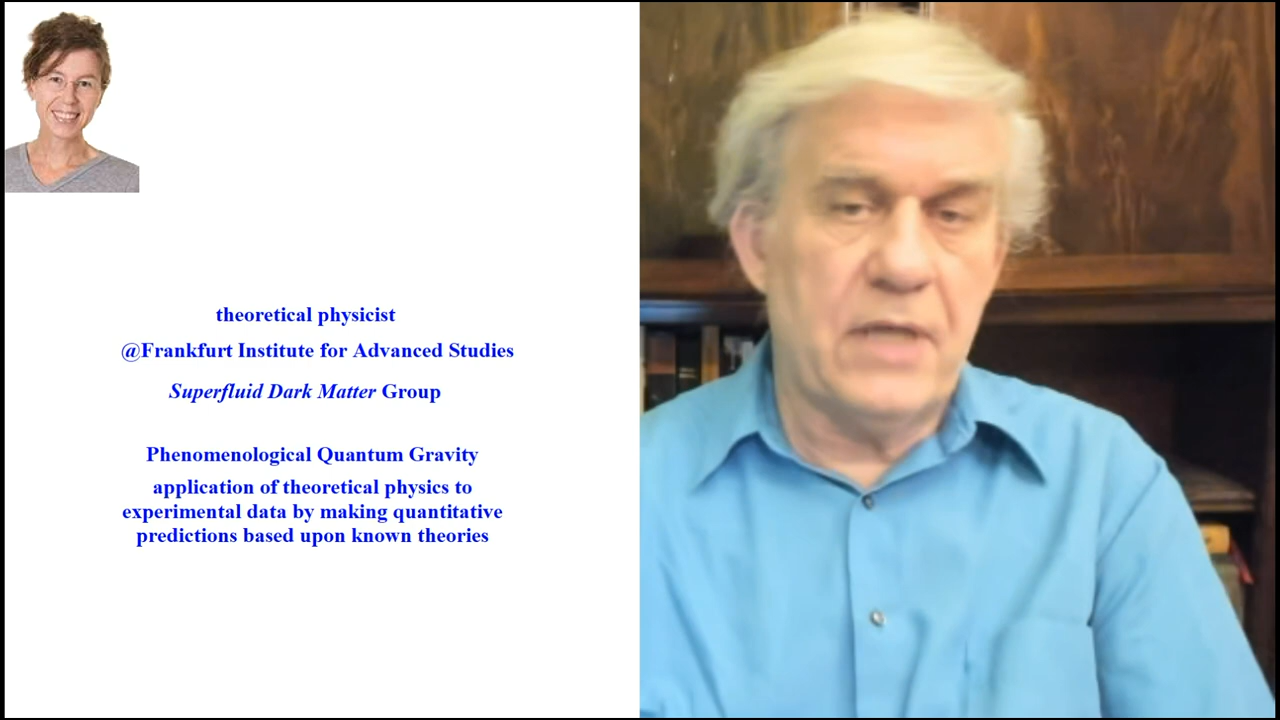 theoretical physicist
@Frankfurt Institute for Advanced Studies
Superfluid Dark Matter Group
Phenomenological Quantum Gravity
application of theoretical physics to
experimental data by making quantitative
predictions based upon known theories